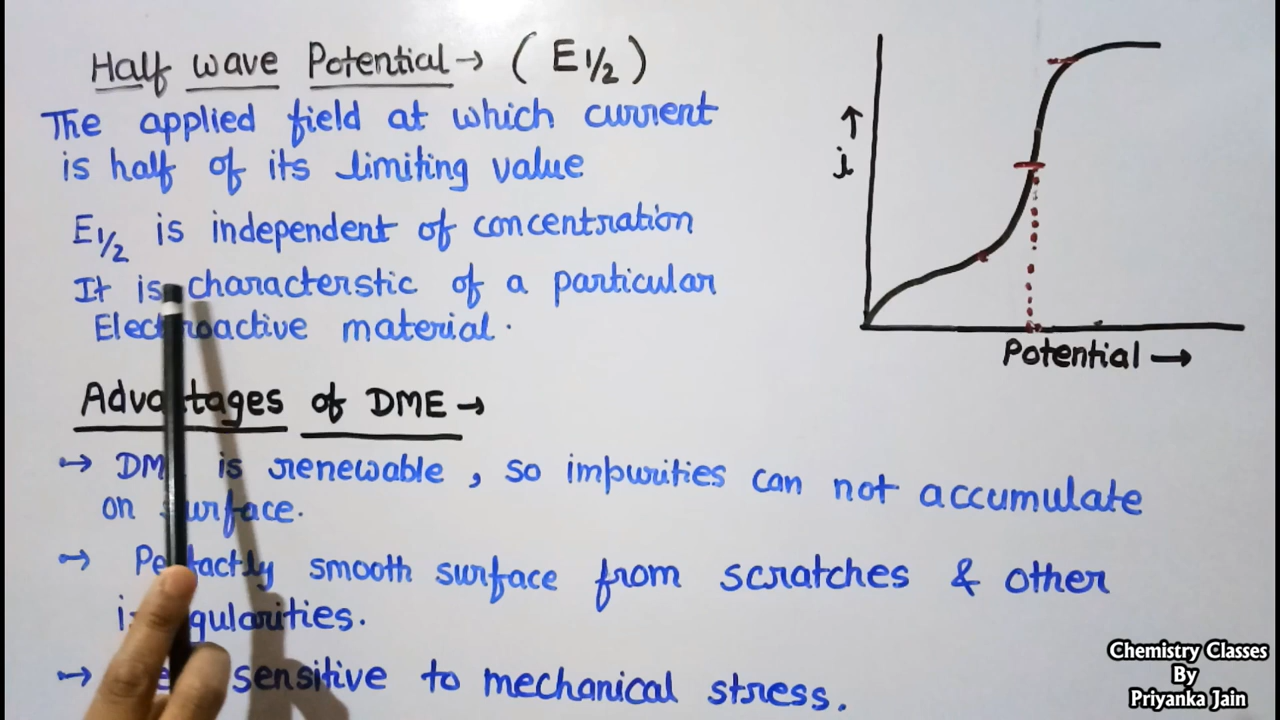 Half wave Potential → (E1/2)
The applied field at which current
is half of its limiting value
E1/2 is independent of concentration
It is characterstic of a particular
Electroactive material.
i
Potential →
Advantages of DME →
→ DM is renewable, so impurities can not accumulate
on surface.
→ Perfactly smooth surface from scratches & other
irregularities.
→ sensitive to mechanical stress.
Chemistry Classes
By
Priyanka Jain